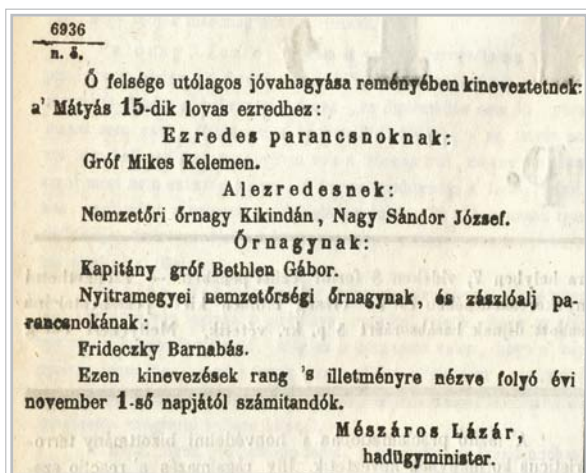 6936
n. ő.
Ő felsége utólagos jóvahagyása reményében kineveztetnek:
a' Mátyás 15-dik lovas ezredhez:
Ezredes parancsnoknak:
Gróf Mikes Kelemen.
Alezredesnek:
Nemzetőri őrnagy Kikindán, Nagy Sándor József.
Őrnagynak:
Kapitány gróf Bethlen Gábor.
Nyitramegyei nemzetőrségi őrnagynak, és zászlóalj pa-
rancsnokának:
Frideczky Barnabás.
Ezen kinevezések rang 's illetményre nézve folyó évi
november 1-ső napjától számitandók.
Mészáros Lázár,
hadügyminister.